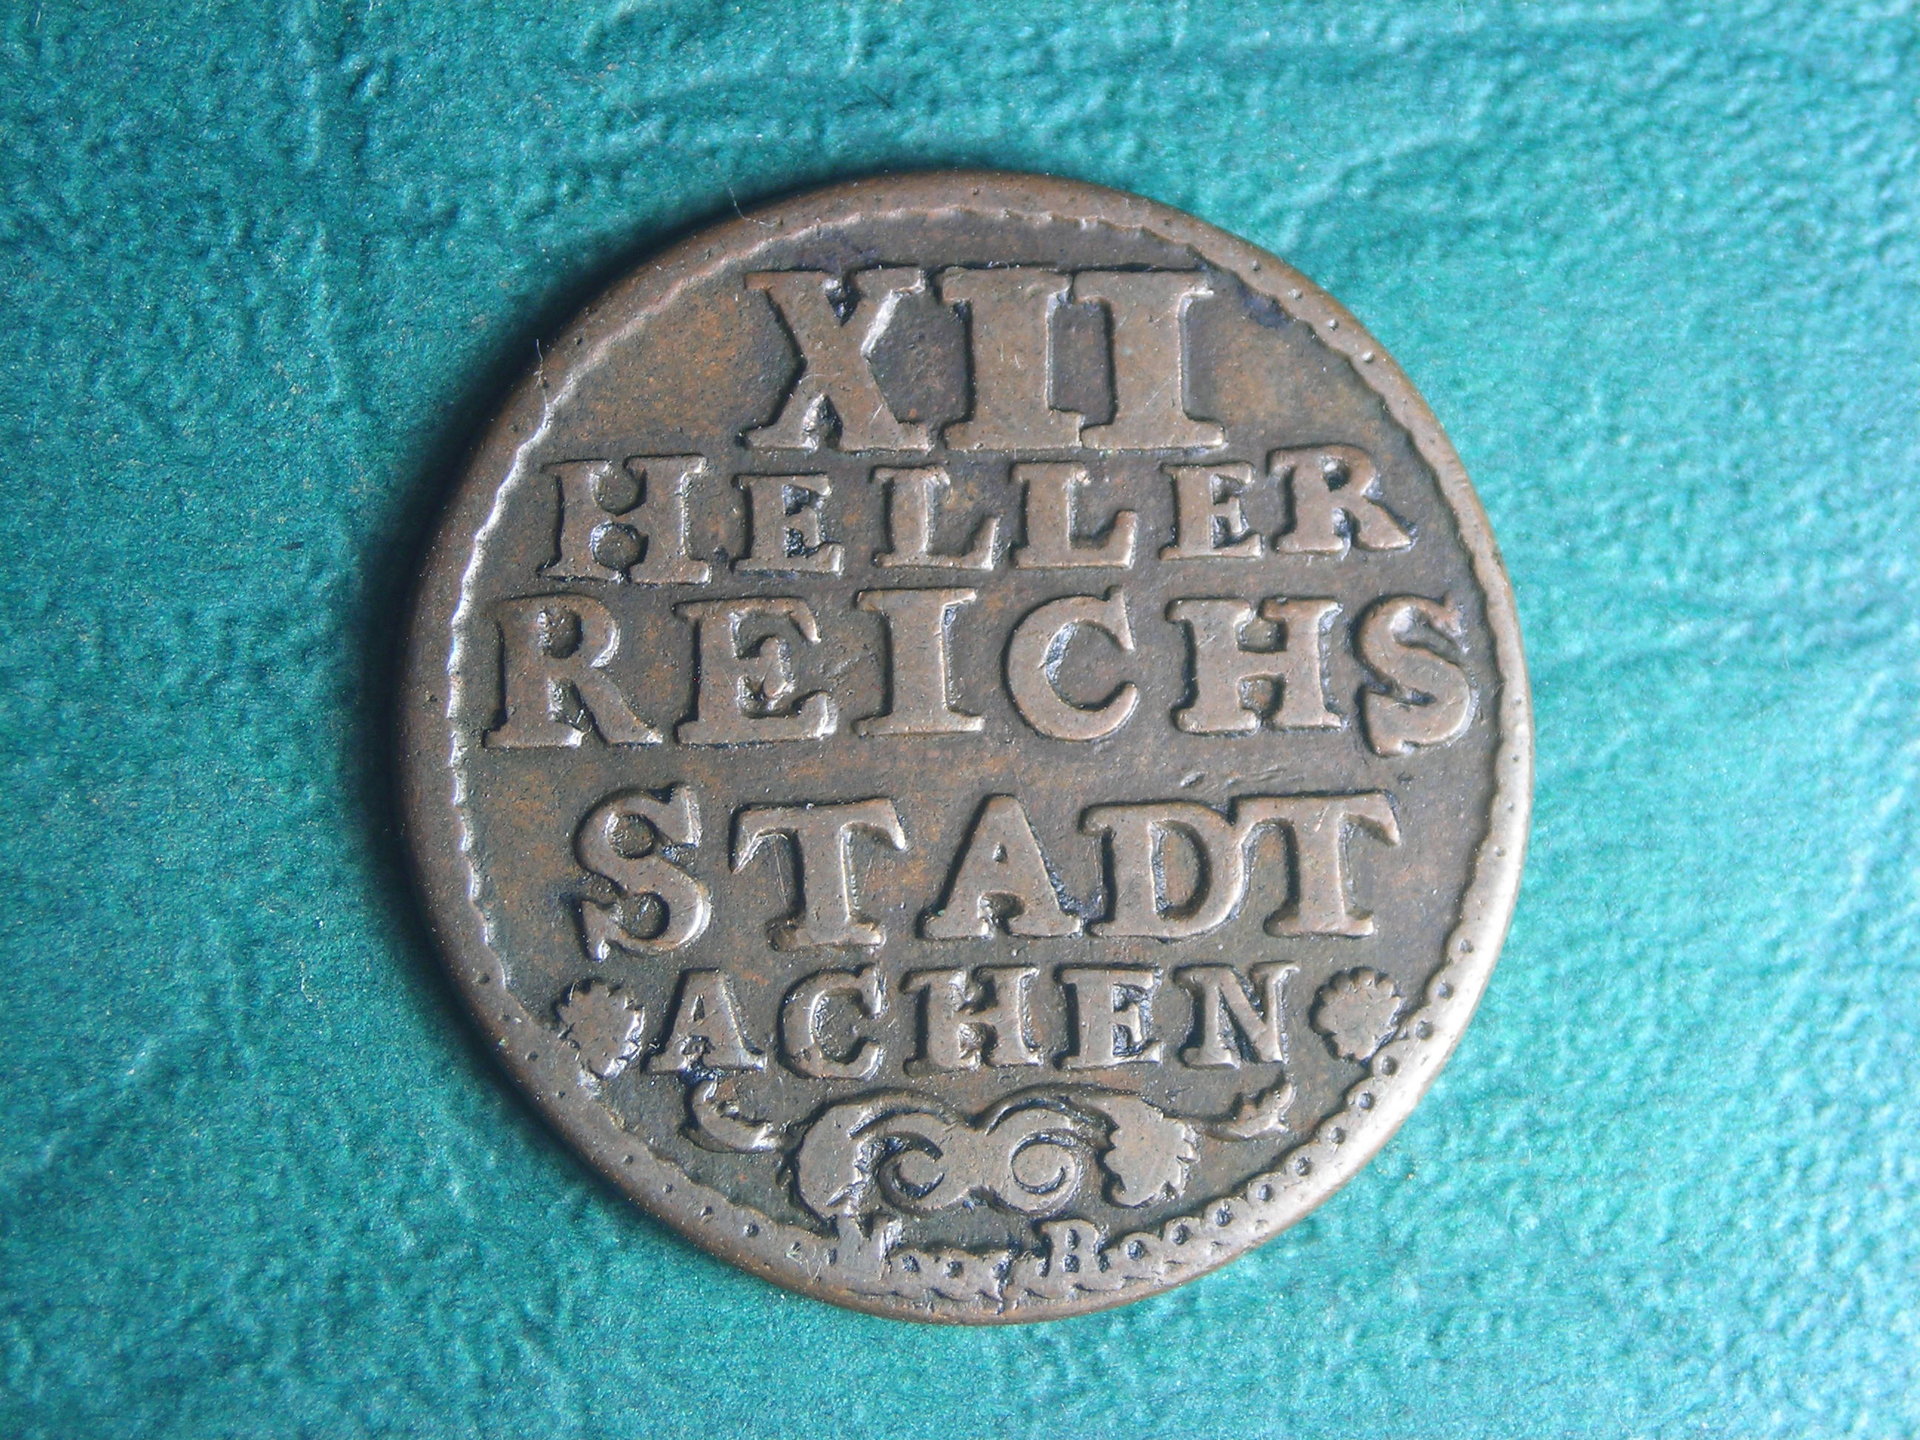 XII
HELLER
REICHS
STADT
ACHEN